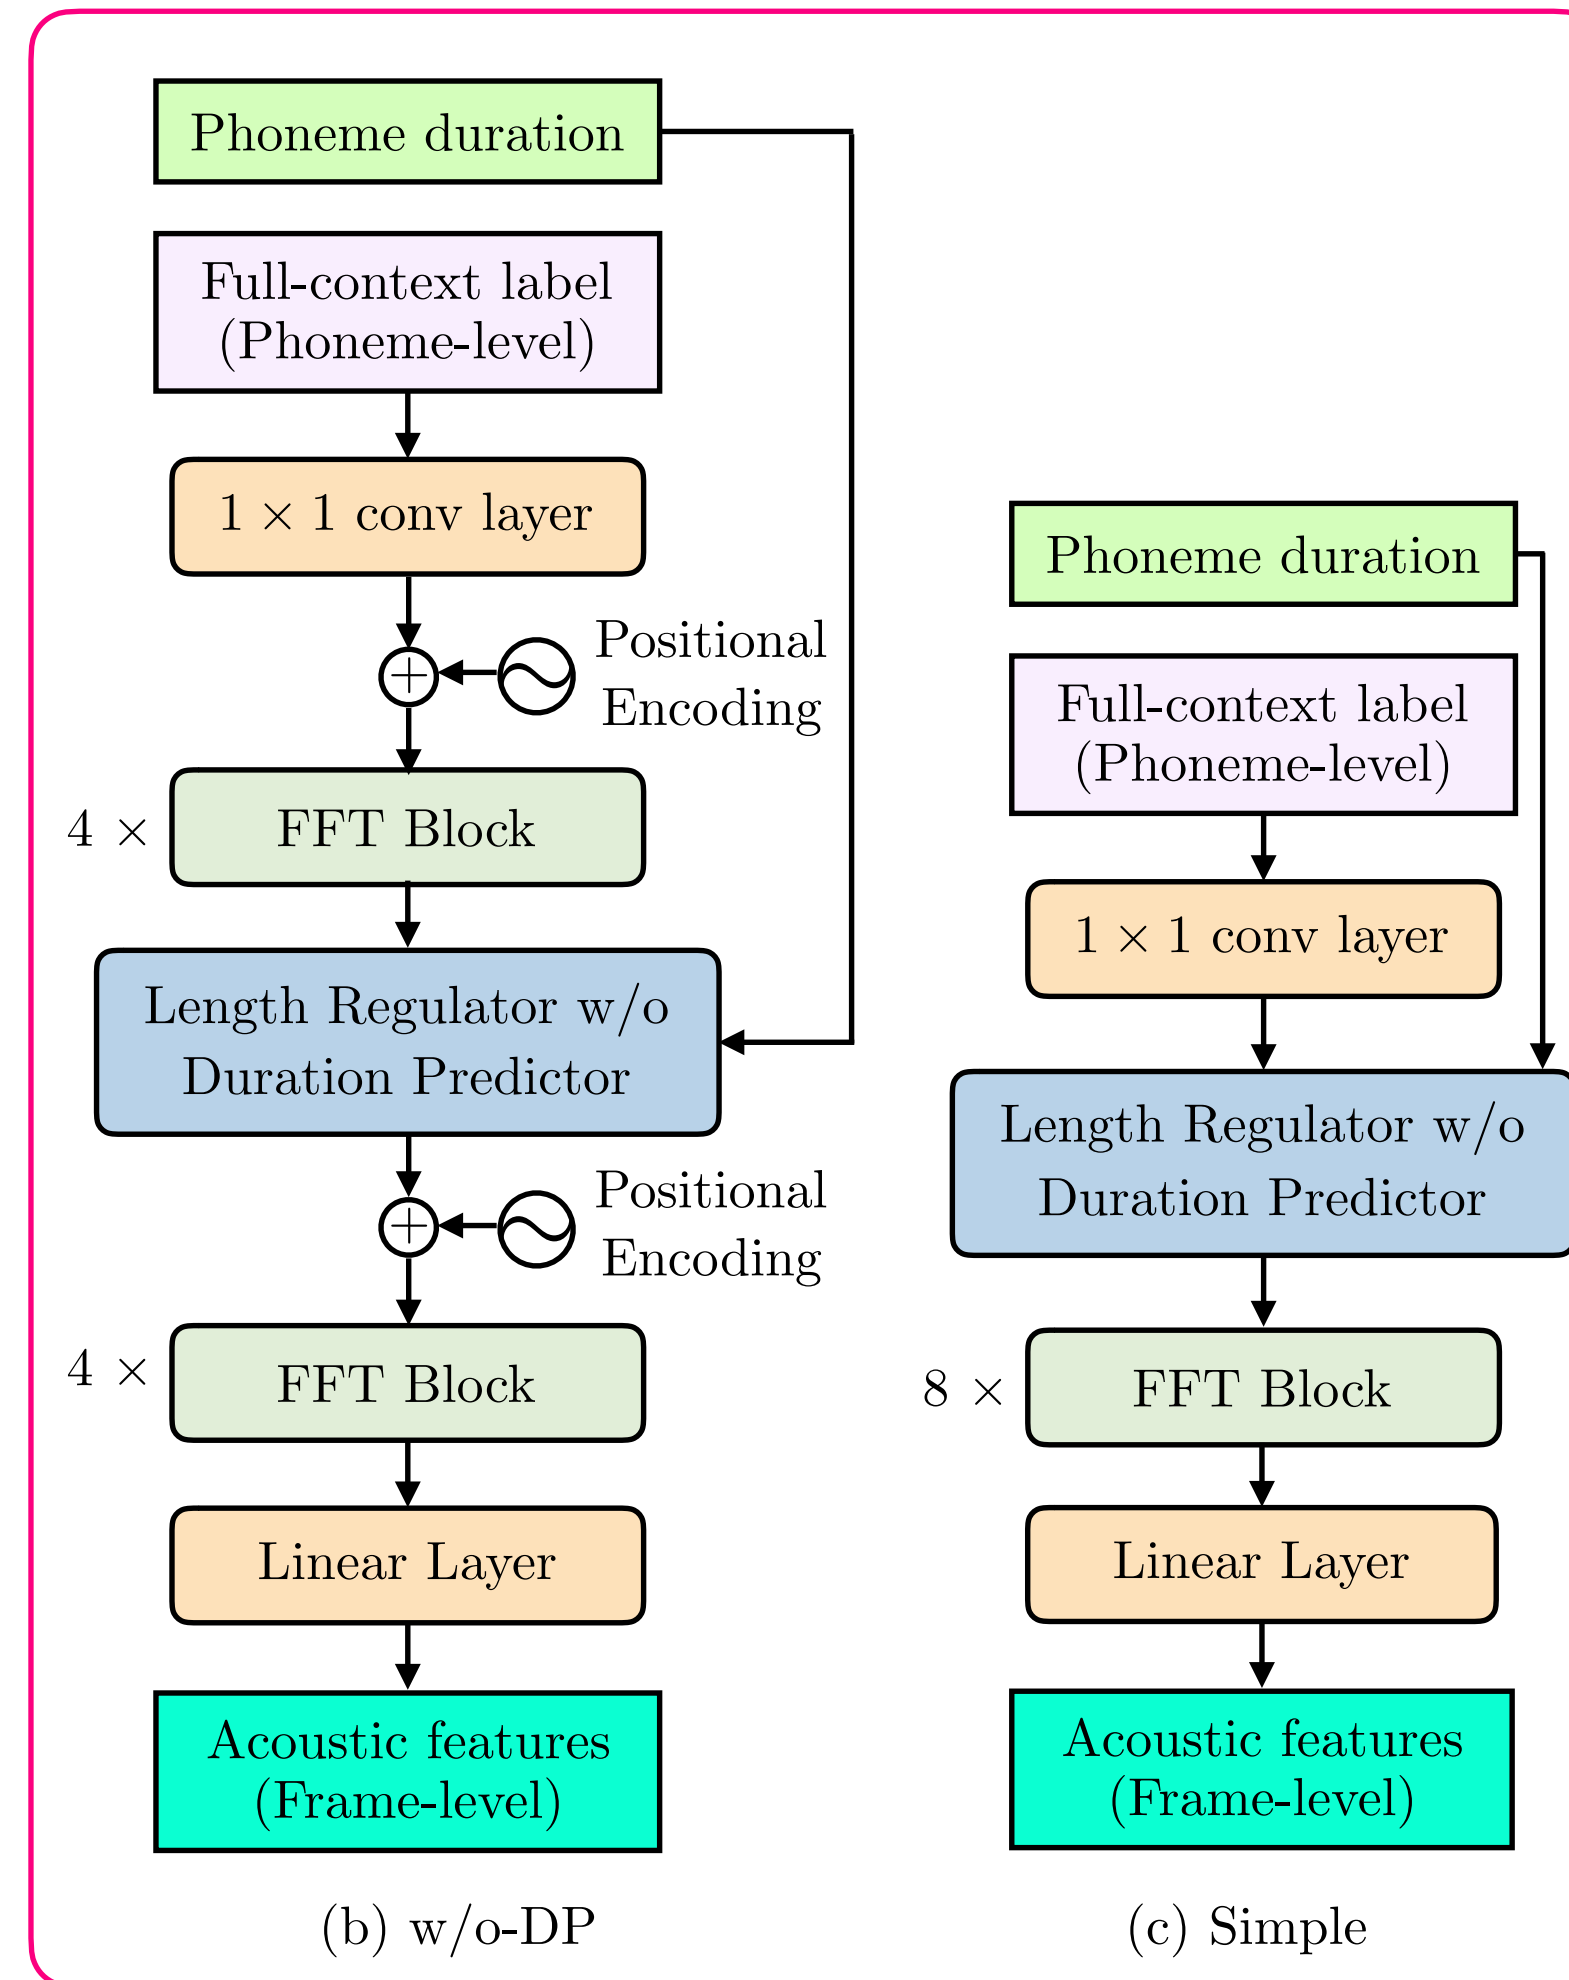 Phoneme duration
Full-context label
(Phoneme-level)
1 × 1 conv layer
+
Positional
Encoding
4 ×
FFT Block
Length Regulator w/o
Duration Predictor
+
Positional
Encoding
4 ×
FFT Block
Linear Layer
Acoustic features
(Frame-level)
(b) w/o-DP
Phoneme duration
Full-context label
(Phoneme-level)
1 × 1 conv layer
Length Regulator w/o
Duration Predictor
8 ×
FFT Block
Linear Layer
Acoustic features
(Frame-level)
(c) Simple